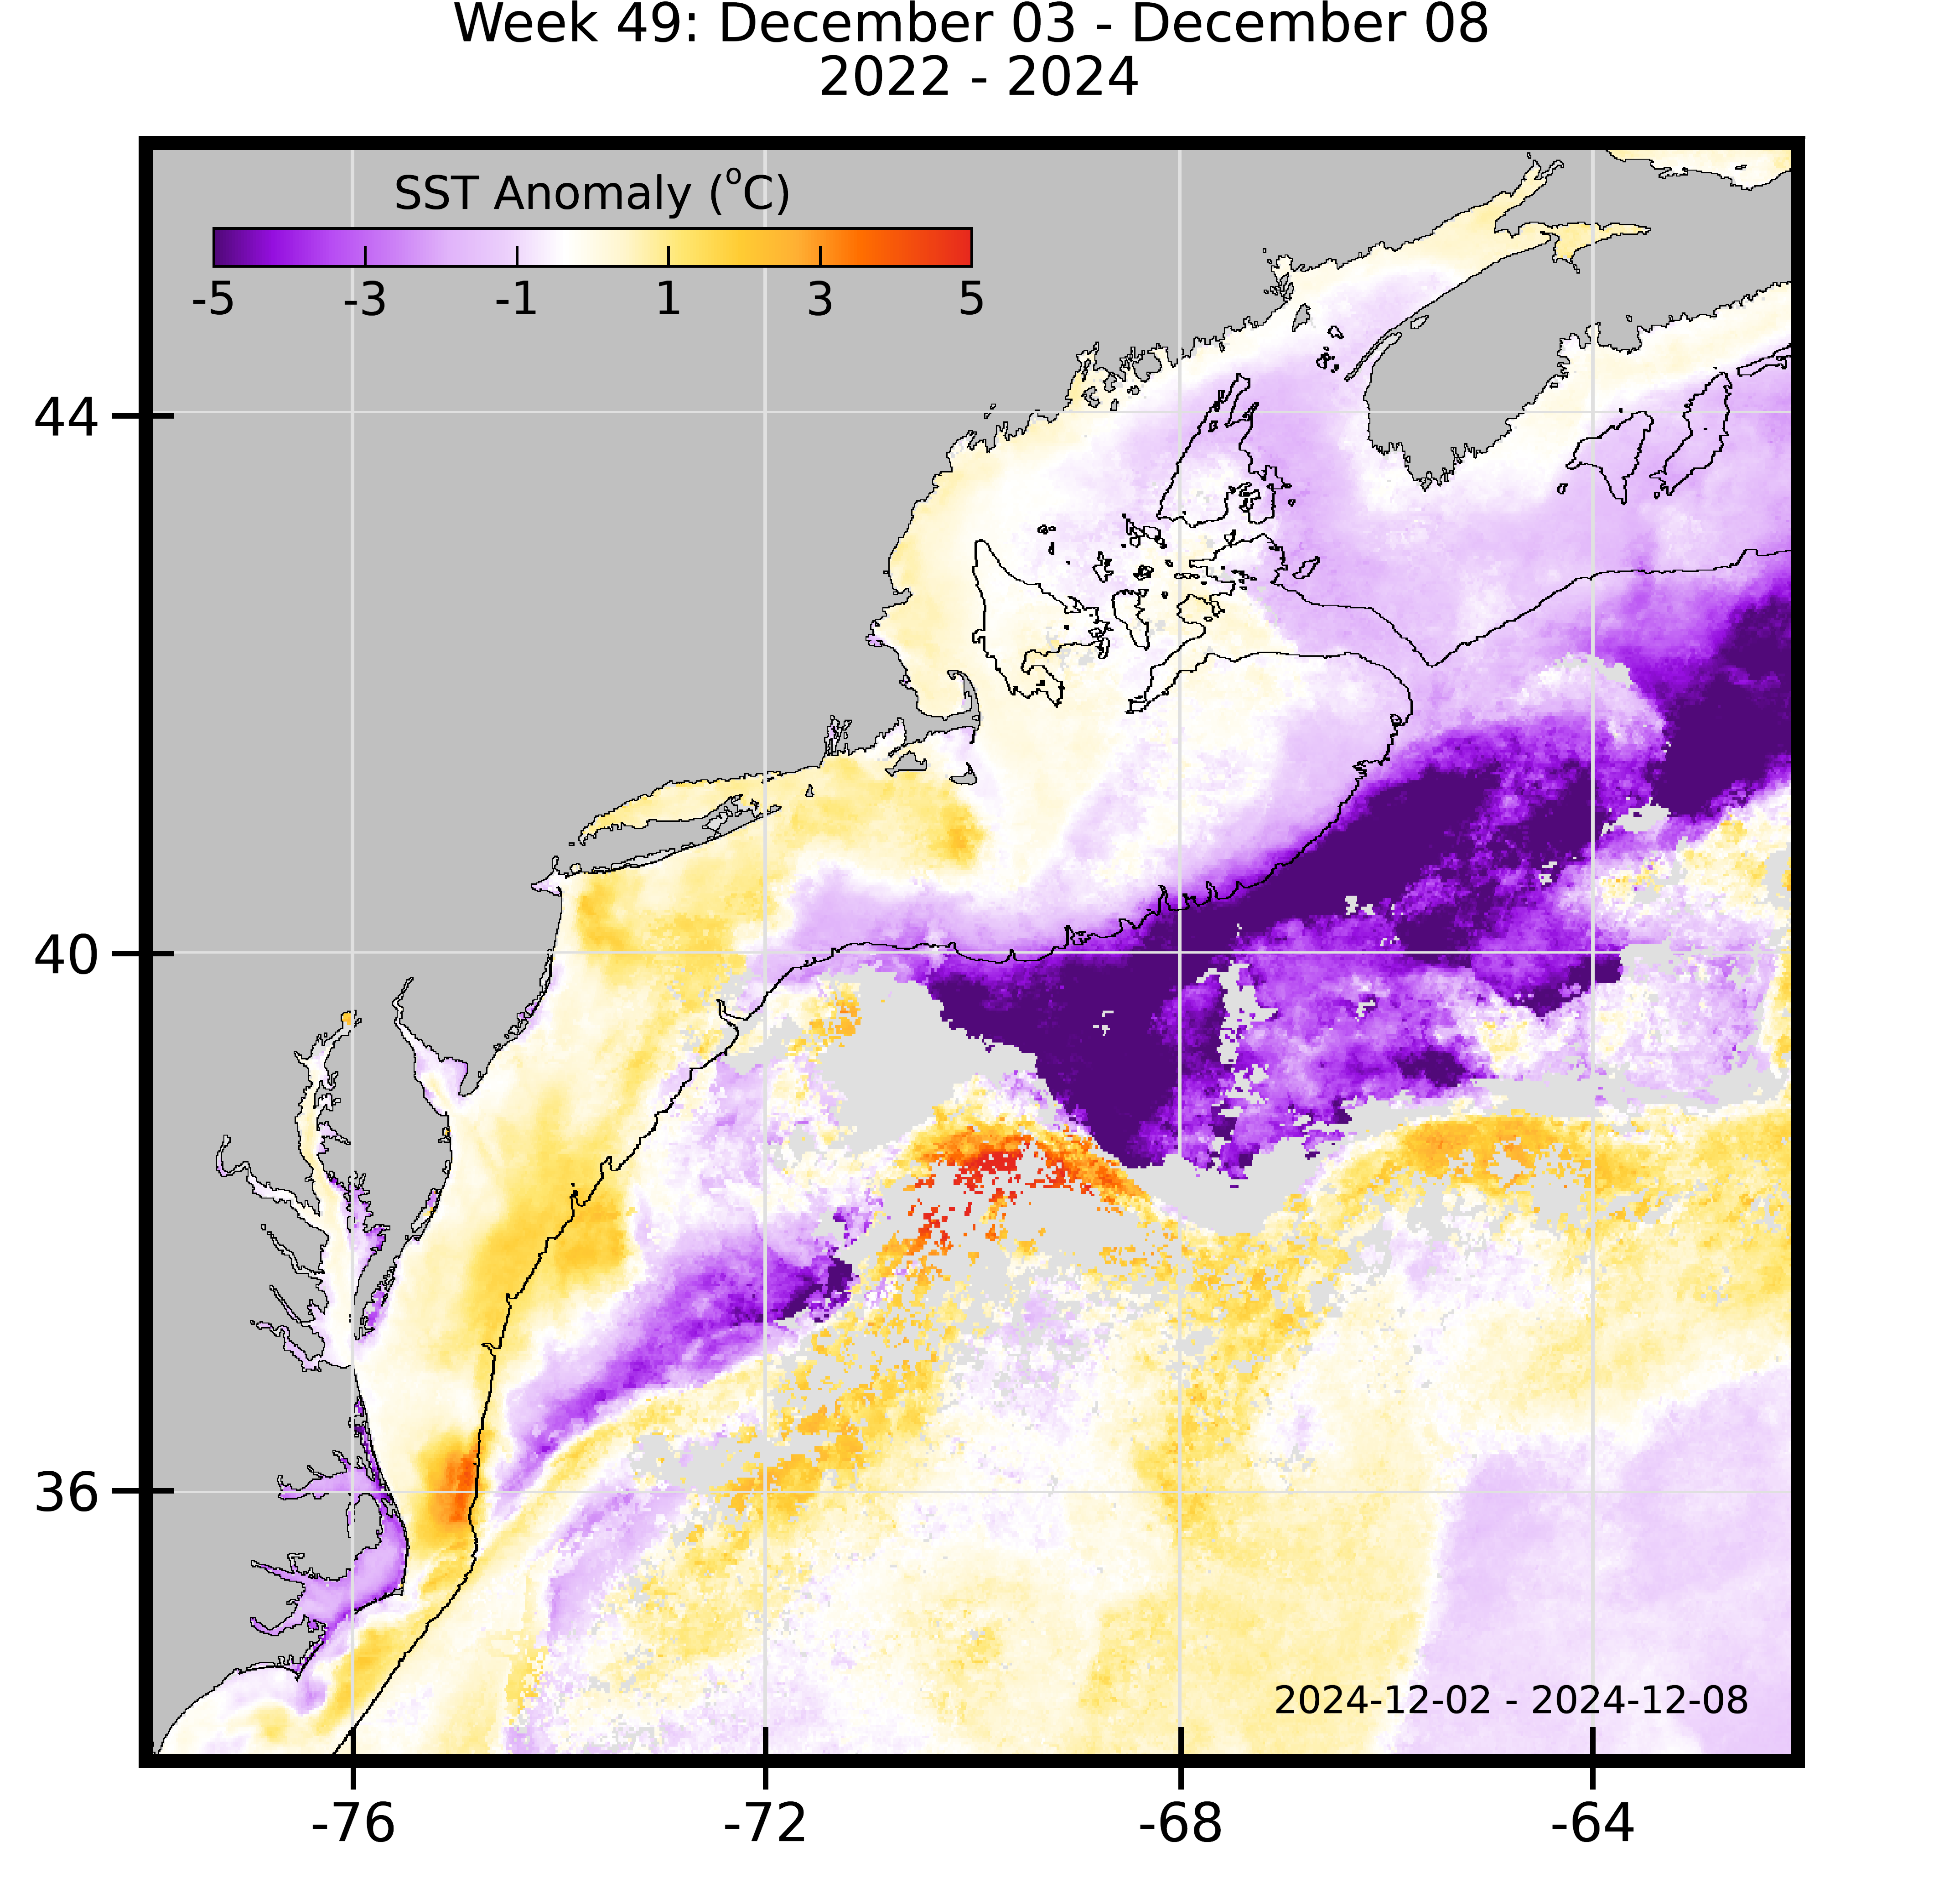 Week 49: December 03 - December 08
2022 - 2024
SST Anomaly (°C)
-5 -3 -1 1 3 5
44
40
36
2024-12-02 - 2024-12-08
-76 -72 -68 -64